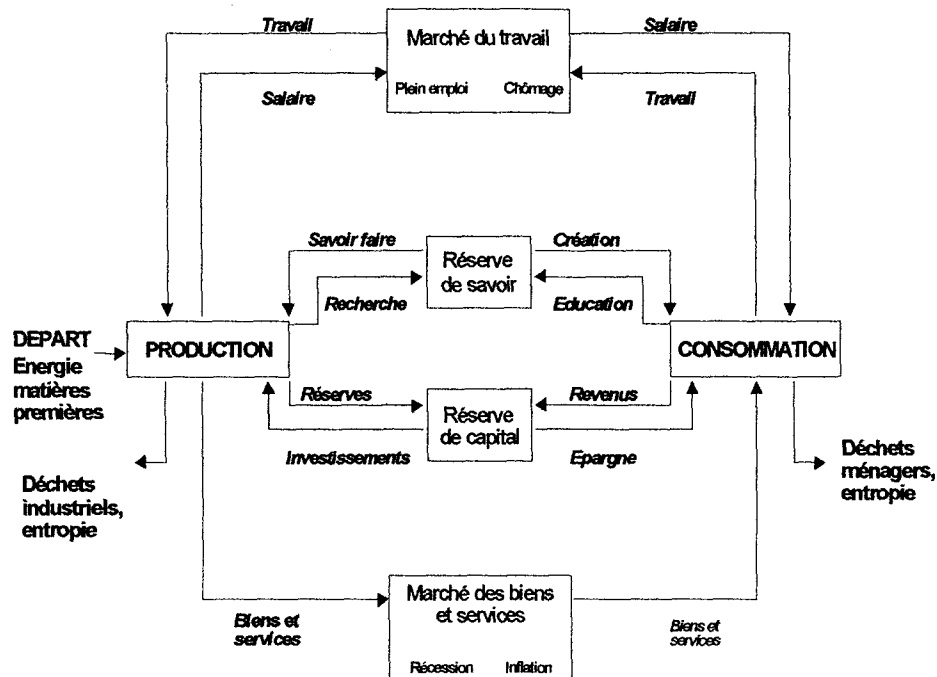 Travail
Marché du travail
Salaire
Plein emploi Chômage
Salaire
Travail
Savoir faire
Création
Réserve
de savoir
Recherche
Education
DEPART
Energie
matières
premières
PRODUCTION
CONSOMMATION
Réserves
Revenus
Réserve
de capital
Investissements
Epargne
Déchets
industriels,
entropie
Déchets
ménagers,
entropie
Marché des biens
et services
Biens et
services
Biens et
services
Récession Inflation